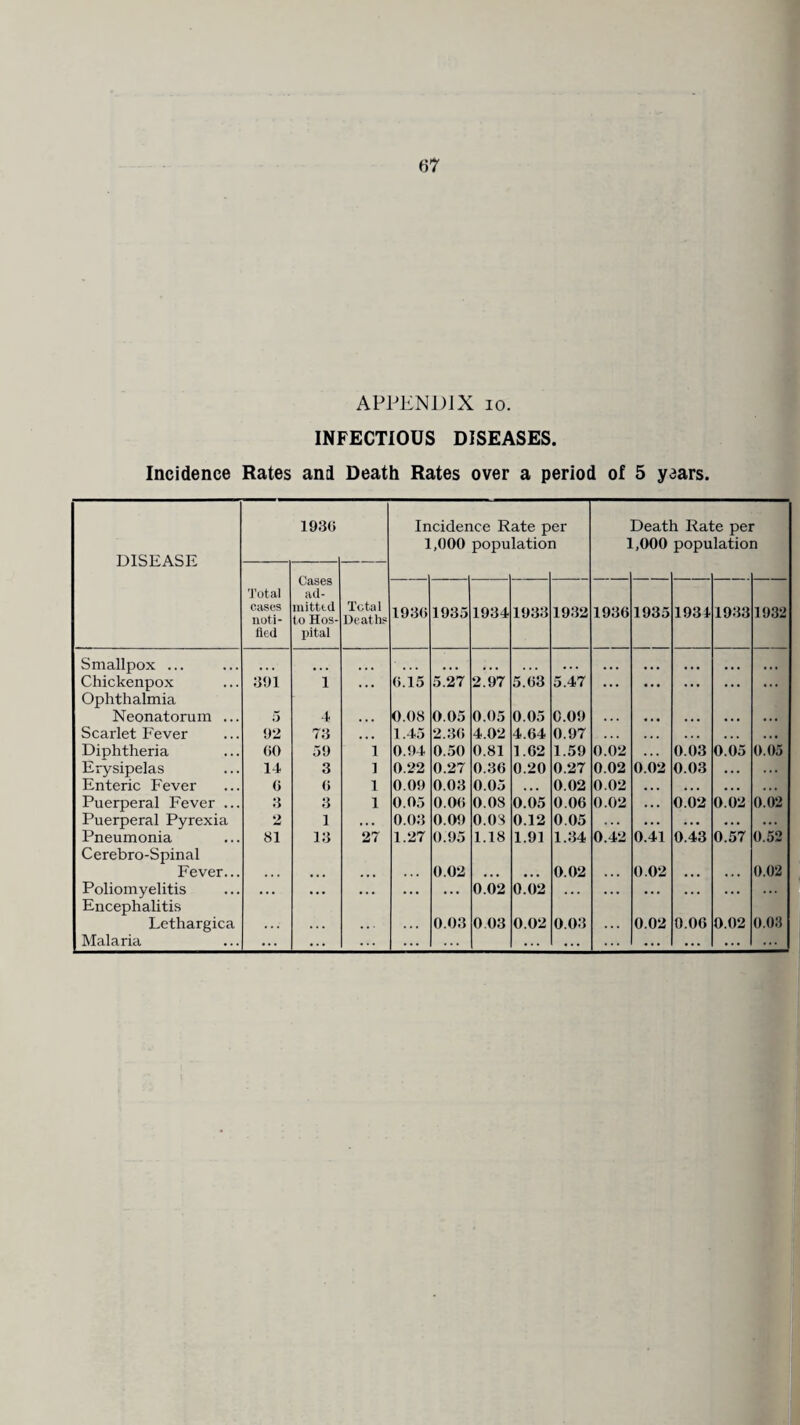 67
APPENDIX 10.
INFECTIOUS DISEASES.
Incidence Rates and Death Rates over a period of 5 years.
DISEASE | 1936 | Incidence Rate per 1,000 population | Death Rate per 1,000 population
Total cases noti-fied | Cases ad-mitted to Hos-pital | Total Deaths | 1936 | 1935 | 1934 | 1933 | 1932 | 1936 | 1935 | 1934 | 1933 | 1932
Smallpox ... ... | ... | ... | ... | ... | ... | ... | ... | ... | ... | ... | ... | ... | ...
Chickenpox ... | 391 | 1 | ... | 6.15 | 5.27 | 2.97 | 5.63 | 5.47 | ... | ... | ... | ... | ...
Ophthalmia
Neonatorum ... | 5 | 4 | ... | 0.08 | 0.05 | 0.05 | 0.05 | 0.09 | ... | ... | ... | ... | ...
Scarlet Fever ... | 92 | 73 | ... | 1.45 | 2.36 | 4.02 | 4.64 | 0.97 | ... | ... | ... | ... | ...
Diphtheria ... | 60 | 59 | 1 | 0.94 | 0.50 | 0.81 | 1.62 | 1.59 | 0.02 | ... | 0.03 | 0.05 | 0.05
Erysipelas ... | 14 | 3 | 1 | 0.22 | 0.27 | 0.36 | 0.20 | 0.27 | 0.02 | 0.02 | 0.03 | ... | ...
Enteric Fever ... | 6 | 6 | 1 | 0.09 | 0.03 | 0.05 | ... | 0.02 | 0.02 | ... | ... | ... | ...
Puerperal Fever ... | 3 | 3 | 1 | 0.05 | 0.06 | 0.08 | 0.05 | 0.06 | 0.02 | ... | 0.02 | 0.02 | 0.02
Puerperal Pyrexia | 2 | 1 | ... | 0.03 | 0.09 | 0.08 | 0.12 | 0.05 | ... | ... | ... | ... | ...
Pneumonia ... | 81 | 13 | 27 | 1.27 | 0.95 | 1.18 | 1.91 | 1.34 | 0.42 | 0.41 | 0.43 | 0.57 | 0.52
Cerebro-Spinal
Fever... | ... | ... | ... | ... | 0.02 | ... | ... | 0.02 | ... | 0.02 | ... | ... | 0.02
Poliomyelitis ... | ... | ... | ... | ... | ... | 0.02 | 0.02 | ... | ... | ... | ... | ... | ...
Encephalitis
Lethargica | ... | ... | ... | ... | 0.03 | 0.03 | 0.02 | 0.03 | ... | 0.02 | 0.06 | 0.02 | 0.03
Malaria ... | ... | ... | ... | ... | ... | | ... | ... | ... | ... | ... | ... | ...